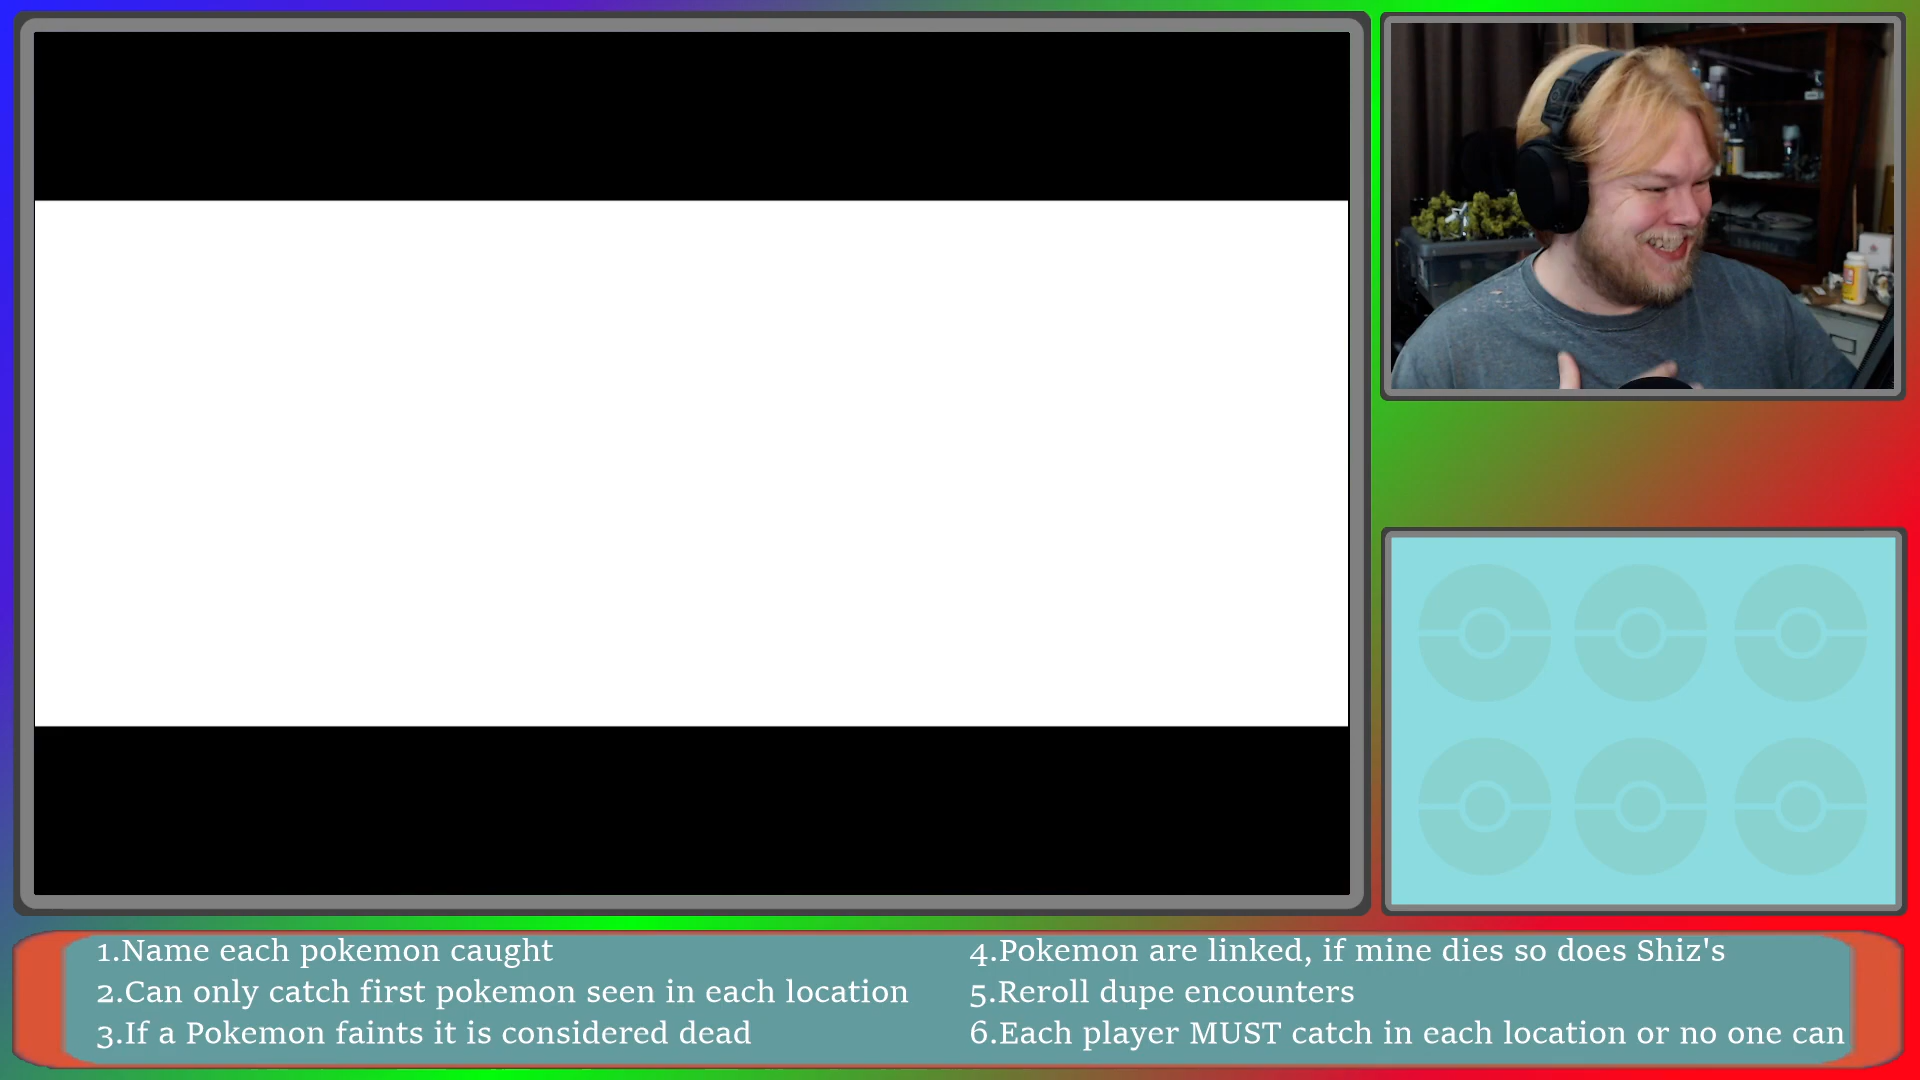 1.Name each pokemon caught
2.Can only catch first pokemon seen in each location
3.If a Pokemon faints it is considered dead
4.Pokemon are linked, if mine dies so does Shiz's
5.Reroll dupe encounters
6.Each player MUST catch in each location or no one can